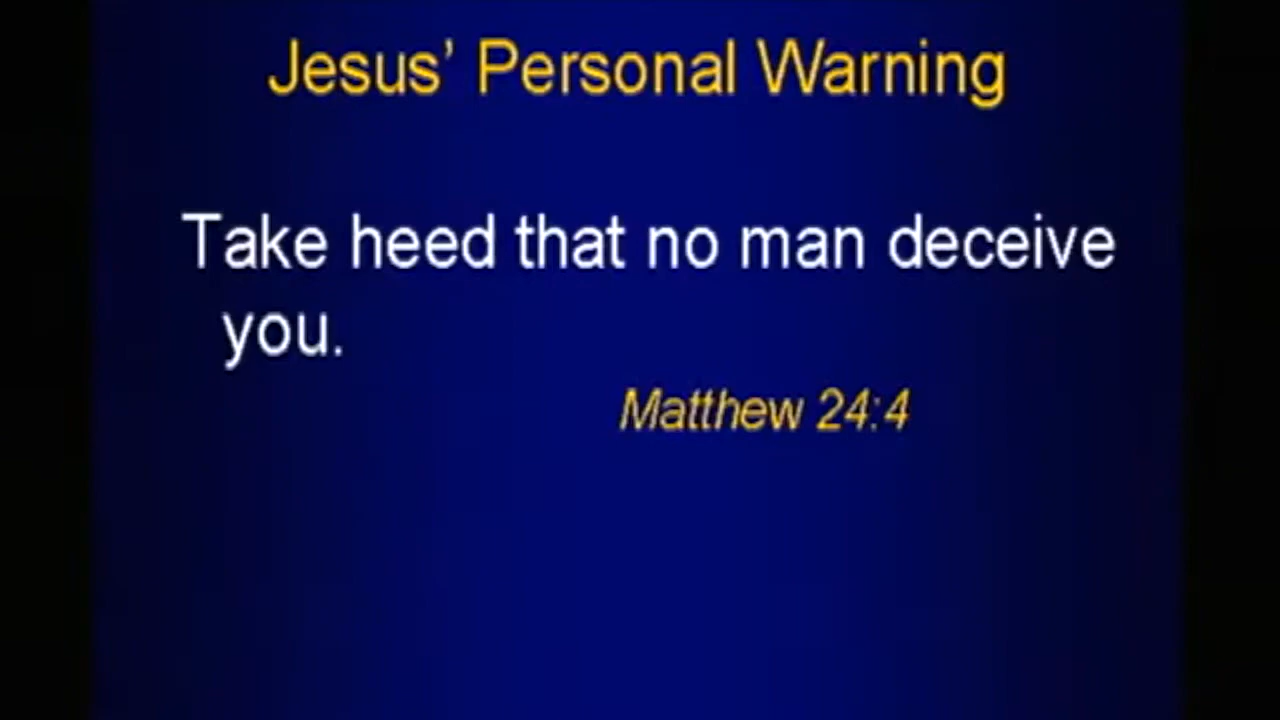 Jesus’ Personal Warning
Take heed that no man deceive
you.
Matthew 24:4